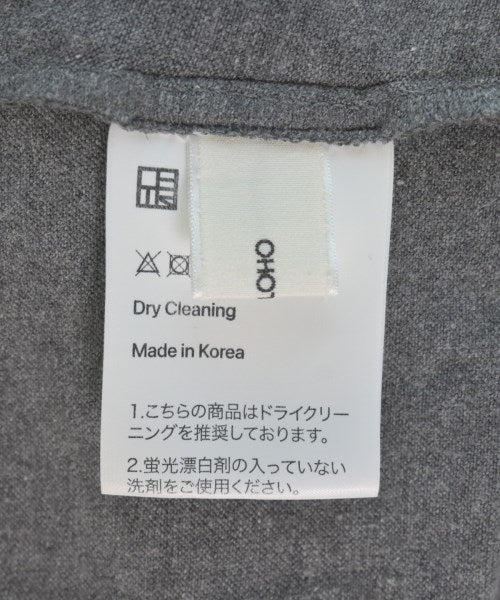 LOHO
Dry Cleaning
Made in Korea
1.こちらの商品はドライクリー
ニングを推奨しております。
2.蛍光漂白剤の入っていない
洗剤をご使用ください。